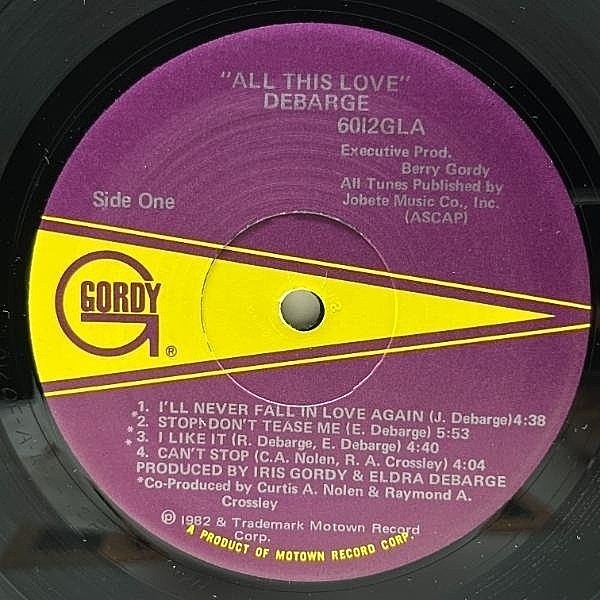 "ALL THIS LOVE"
DEBARGE
6012GLA
Executive Prod.
Berry Gordy
All Tunes Published by
Jobete Music Co., Inc.
(ASCAP)
Side One
GORDY
®
1. I'LL NEVER FALL IN LOVE AGAIN (J. Debarge)4:38
*2. STOP! DON'T TEASE ME (E. Debarge) 5:53
*3. I LIKE IT (R. Debarge, E. Debarge) 4:40
4. CAN'T STOP (C.A. Nolen, R. A. Crossley) 4:04
PRODUCED BY IRIS GORDY & ELDRA DEBARGE
*Co-Produced by Curtis A. Nolen & Raymond A.
Crossley
℗ 1982 & Trademark Motown Record
Corp.
A PRODUCT OF MOTOWN RECORD CORP.